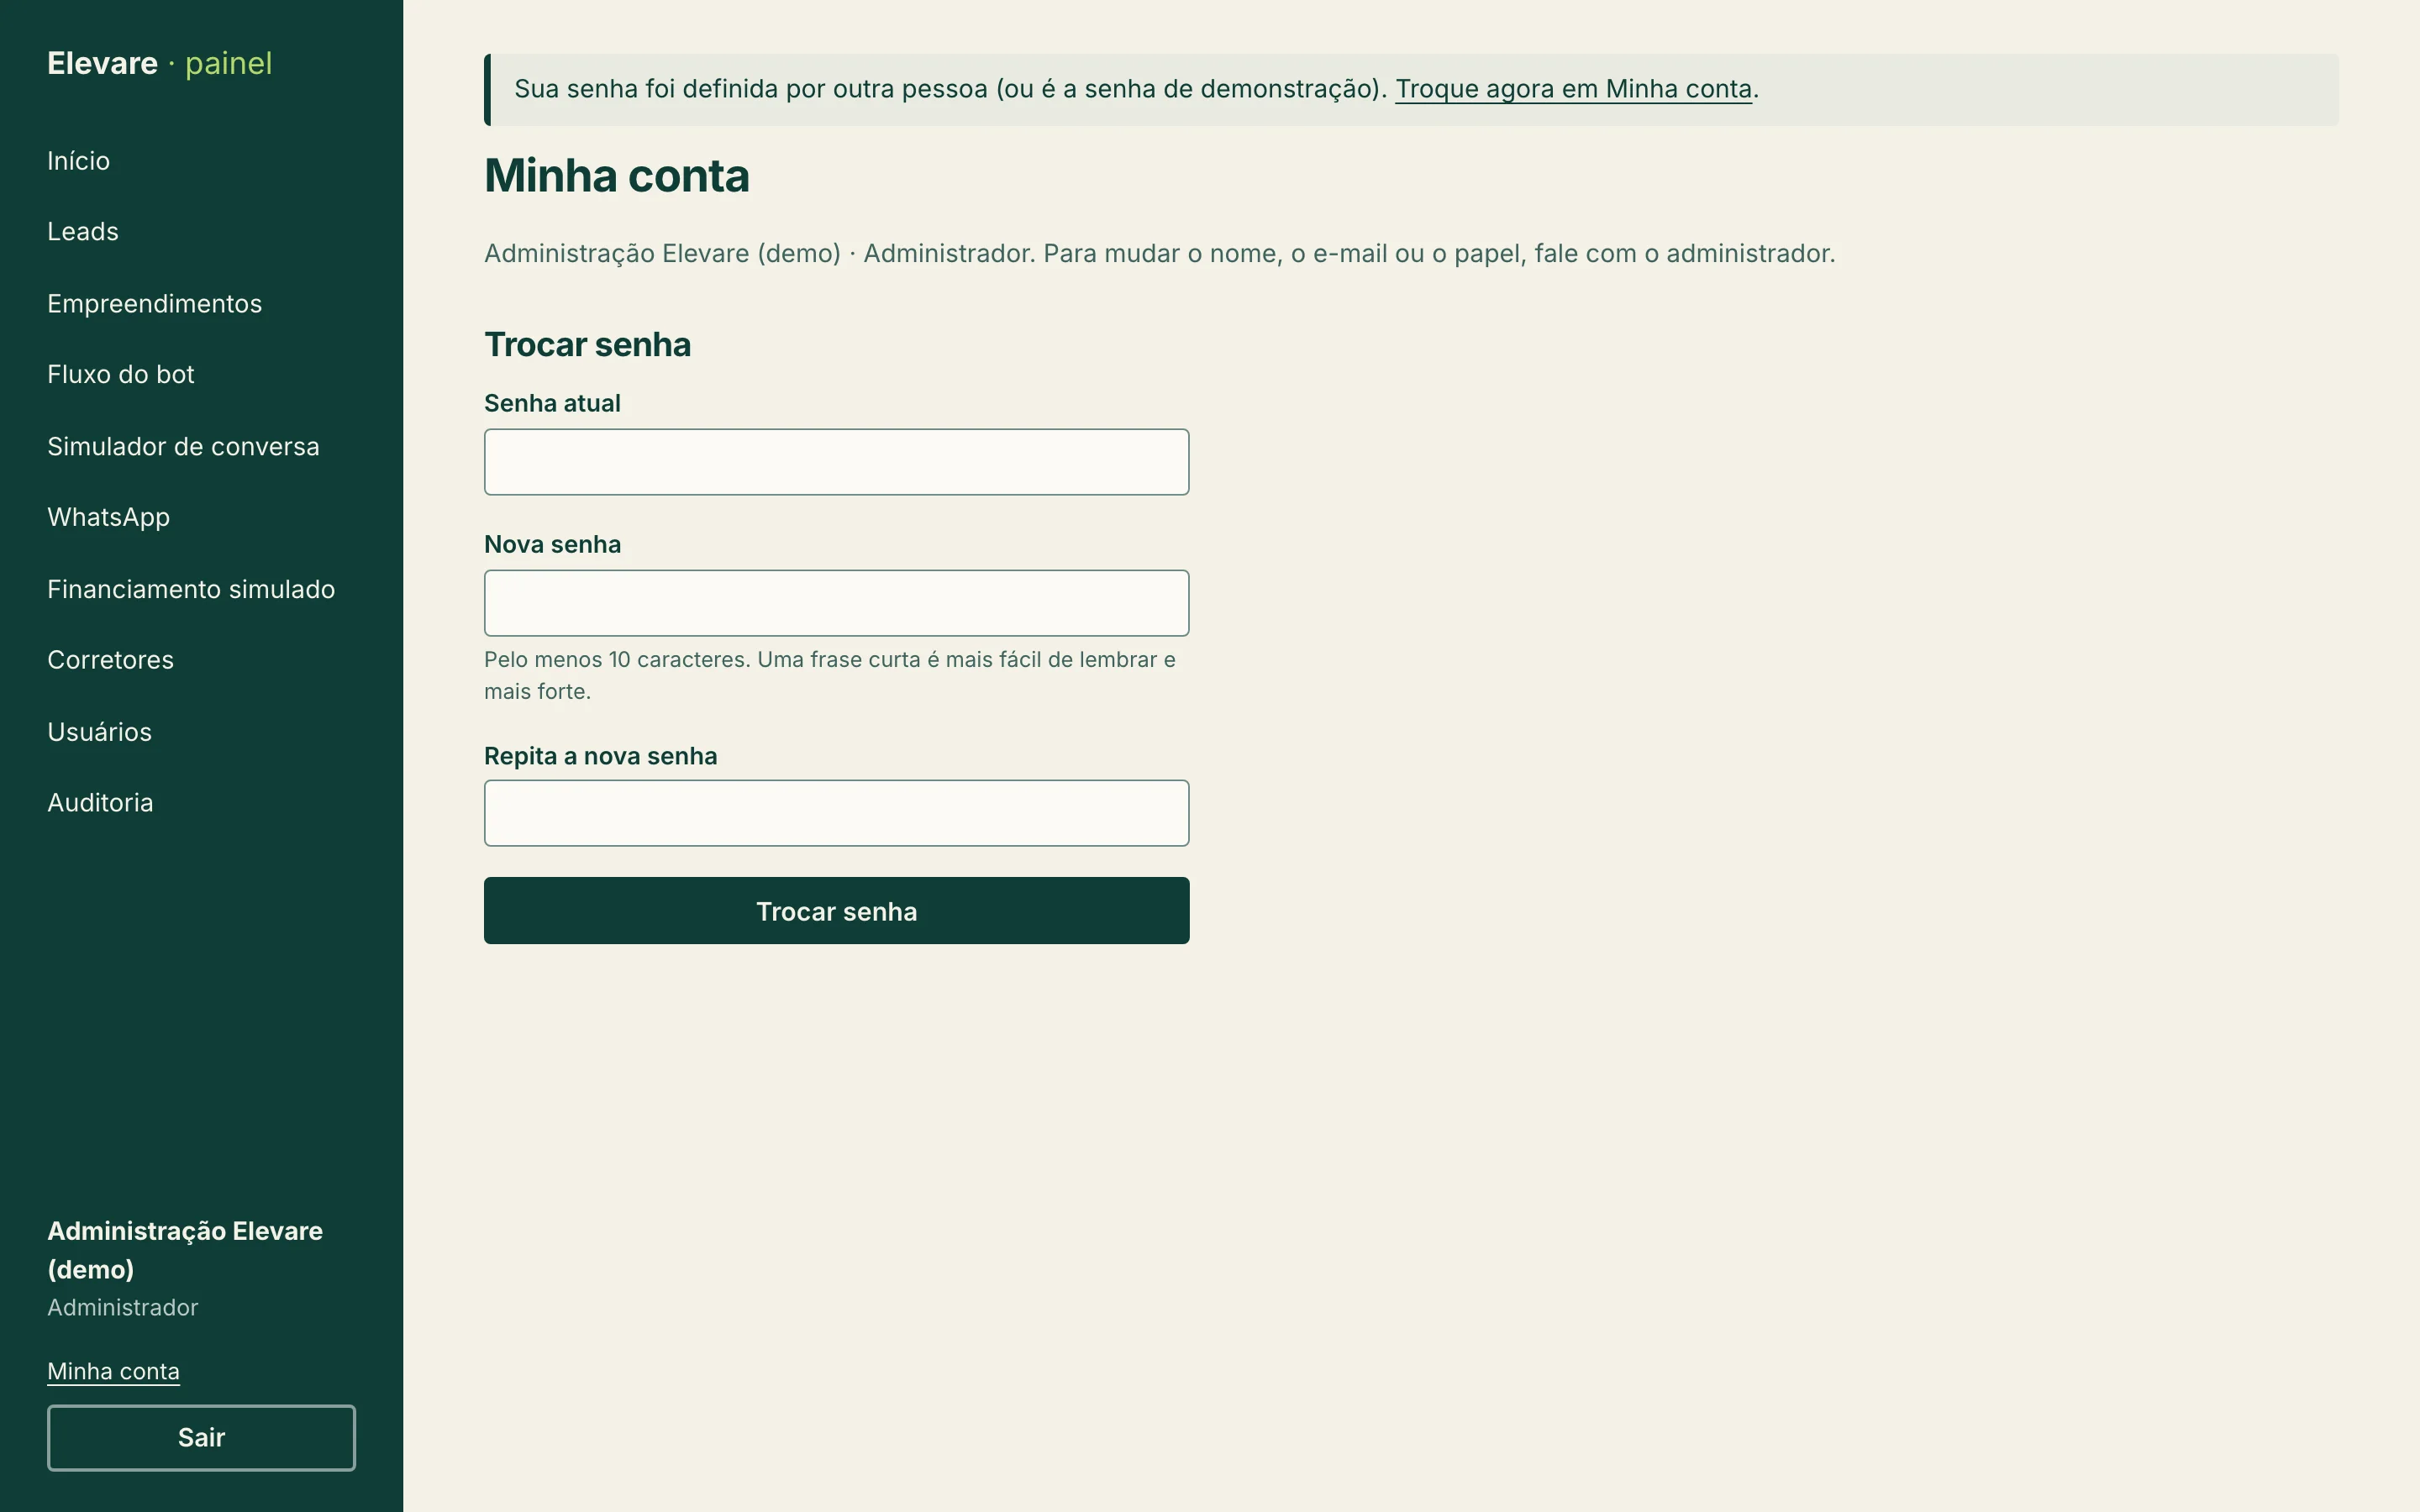 Elevare · painel
Início
Leads
Empreendimentos
Fluxo do bot
Simulador de conversa
WhatsApp
Financiamento simulado
Corretores
Usuários
Auditoria
Administração Elevare
(demo)
Administrador
Minha conta
Sair
Sua senha foi definida por outra pessoa (ou é a senha de demonstração). Troque agora em Minha conta.
Minha conta
Administração Elevare (demo) · Administrador. Para mudar o nome, o e-mail ou o papel, fale com o administrador.
Trocar senha
Senha atual
Nova senha
Pelo menos 10 caracteres. Uma frase curta é mais fácil de lembrar e
mais forte.
Repita a nova senha
Trocar senha